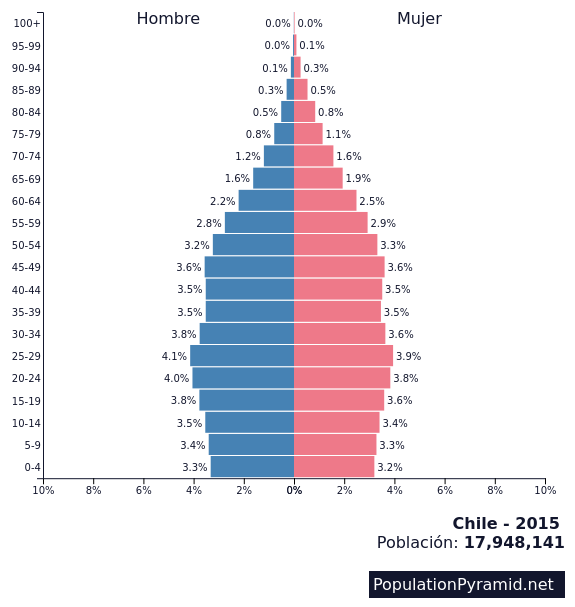 Hombre Mujer
100+ 0.0% 0.0%
95-99 0.0% 0.1%
90-94 0.1% 0.3%
85-89 0.3% 0.5%
80-84 0.5% 0.8%
75-79 0.8% 1.1%
70-74 1.2% 1.6%
65-69 1.6% 1.9%
60-64 2.2% 2.5%
55-59 2.8% 2.9%
50-54 3.2% 3.3%
45-49 3.6% 3.6%
40-44 3.5% 3.5%
35-39 3.5% 3.5%
30-34 3.8% 3.6%
25-29 4.1% 3.9%
20-24 4.0% 3.8%
15-19 3.8% 3.6%
10-14 3.5% 3.4%
5-9 3.4% 3.3%
0-4 3.3% 3.2%
10% 8% 6% 4% 2% 0% 2% 4% 6% 8% 10%
Chile - 2015
Población: 17,948,141
PopulationPyramid.net